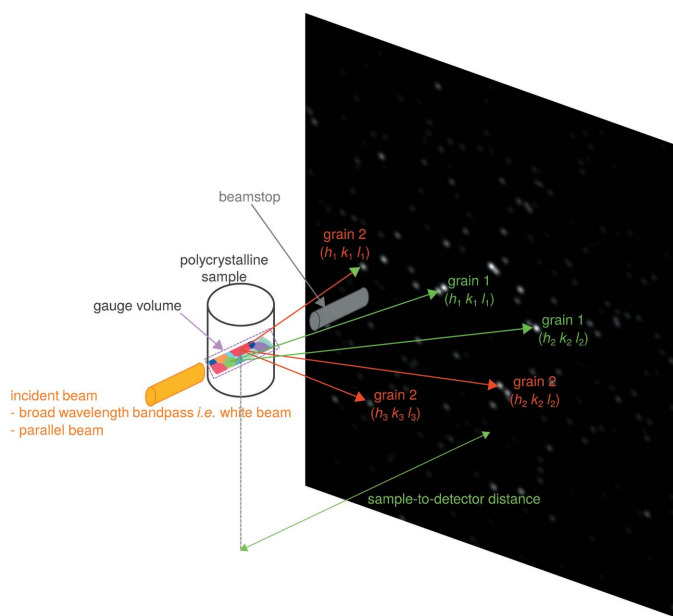 beamstop
grain 2
(h₁ k₁ l₁)
polycrystalline
sample
grain 1
(h₁ k₁ l₁)
gauge volume
grain 1
(h₂ k₂ l₂)
incident beam
- broad wavelength bandpass i.e. white beam
- parallel beam
grain 2
(h₃ k₃ l₃)
grain 2
(h₂ k₂ l₂)
sample-to-detector distance